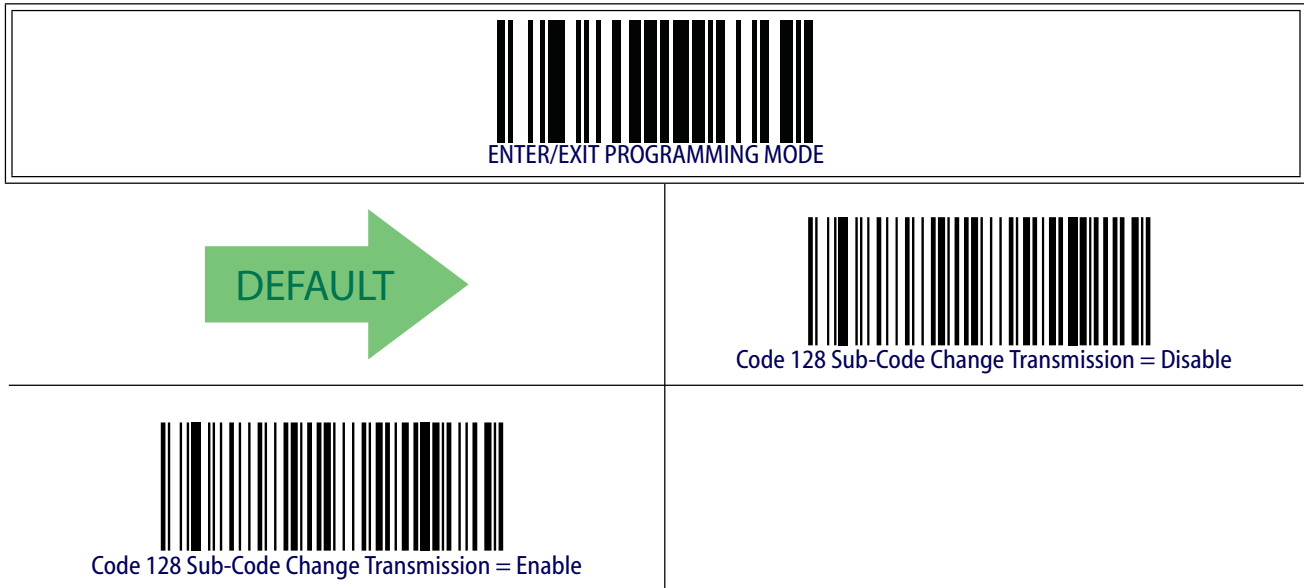 ENTER/EXIT PROGRAMMING MODE
DEFAULT
Code 128 Sub-Code Change Transmission = Disable
Code 128 Sub-Code Change Transmission = Enable